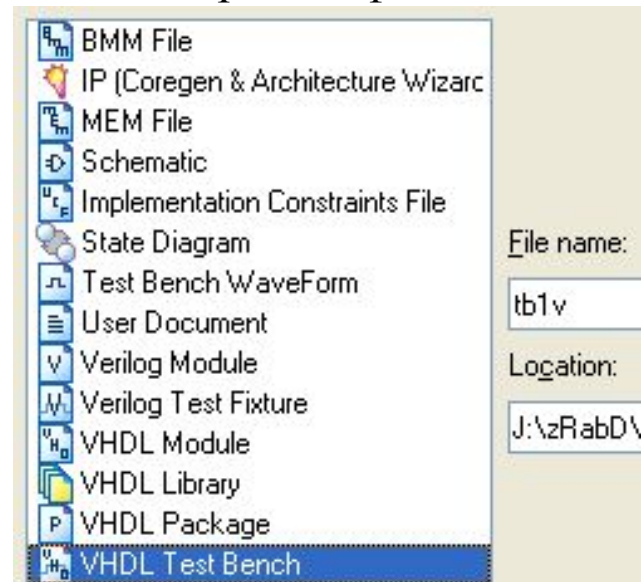 BMM File
IP (Coregen & Architecture Wizard
MEM File
Schematic
Implementation Constraints File
State Diagram
Test Bench WaveForm
User Document
Verilog Module
Verilog Test Fixture
VHDL Module
VHDL Library
VHDL Package
VHDL Test Bench
File name:
tb1v
Location:
J:\zRabD\